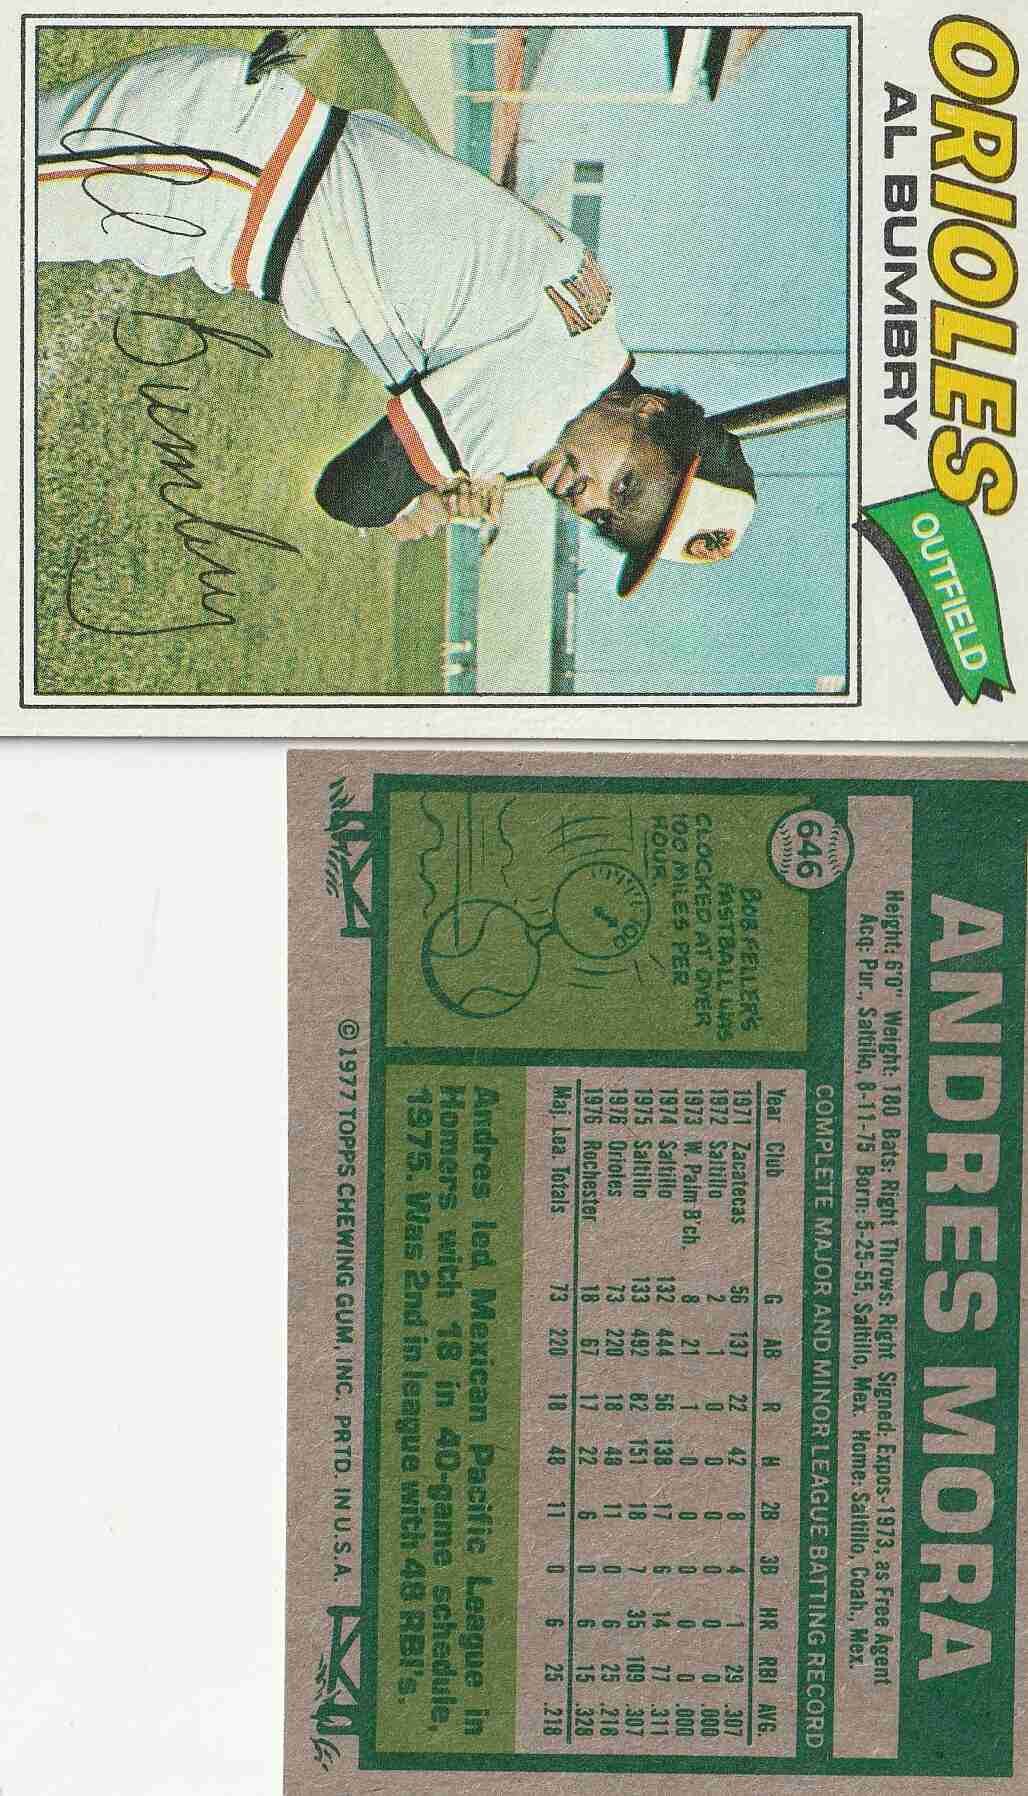 ORIOLES
AL BUMBRY
OUTFIELD
Al Bumbry
646
ANDRES MORA
Height: 6'0" Weight: 180 Bats: Right Throws: Right Signed: Expos-1973, as Free Agent
Acq: Pur., Saltillo, 8-11-75 Born: 5-25-55, Saltillo, Mex. Home: Saltillo, Coah., Mex.
COMPLETE MAJOR AND MINOR LEAGUE BATTING RECORD
Year Club G AB R H 2B 3B HR RBI AVG.
1971 Zacatecas 56 137 22 42 8 4 1 29 .307
1972 Saltillo 2 1 0 0 0 0 0 0 .000
1973 W. Palm B'ch. 8 21 1 0 0 0 0 0 .000
1974 Saltillo 132 444 56 138 17 6 14 77 .311
1975 Saltillo 133 492 82 151 18 7 35 109 .307
1976 Orioles 73 220 18 48 11 0 6 25 .218
1976 Rochester 18 67 17 22 6 0 6 15 .328
Maj. Lea. Totals 73 220 18 48 11 0 6 25 .218
BOB FELLER'S
FASTBALL WAS
CLOCKED AT OVER
100 MILES PER
HOUR.
100
Andres led Mexican Pacific League in
Homers with 18 in 40-game schedule,
1975. Was 2nd in league with 48 RBI's.
© 1977 TOPPS CHEWING GUM, INC. PRTD. IN U.S.A.